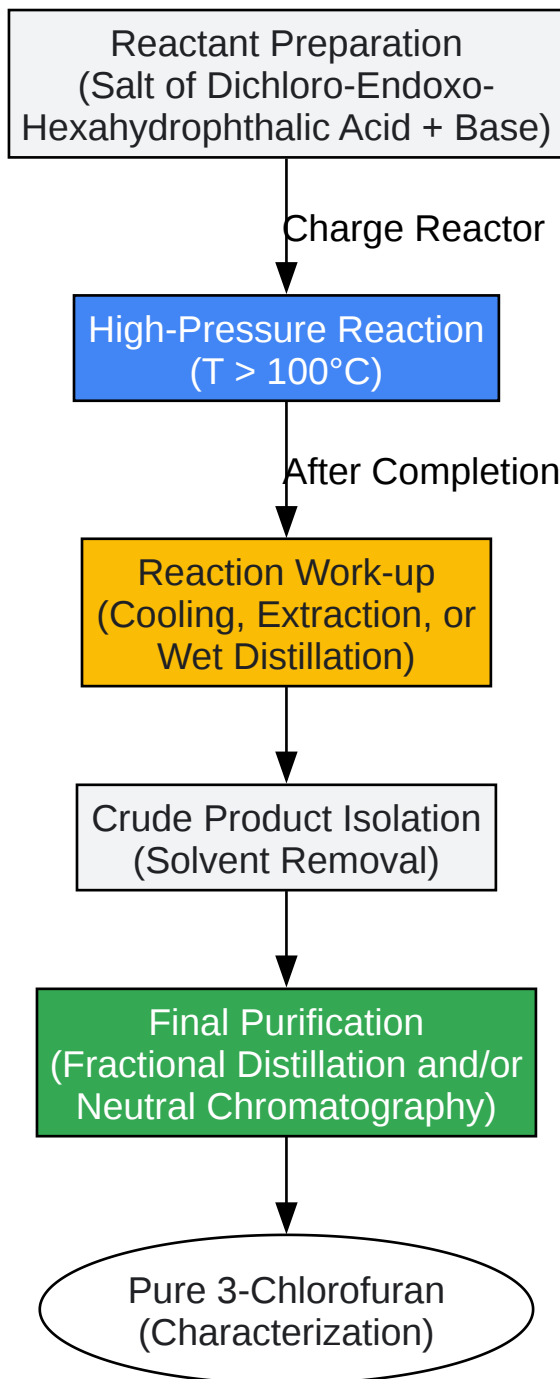 Reactant Preparation
(Salt of Dichloro-Endoxo-
Hexahydrophthalic Acid + Base)
Charge Reactor
High-Pressure Reaction
(T > 100°C)
After Completion
Reaction Work-up
(Cooling, Extraction, or
Wet Distillation)
Crude Product Isolation
(Solvent Removal)
Final Purification
(Fractional Distillation and/or
Neutral Chromatography)
Pure 3-Chlorofuran
(Characterization)